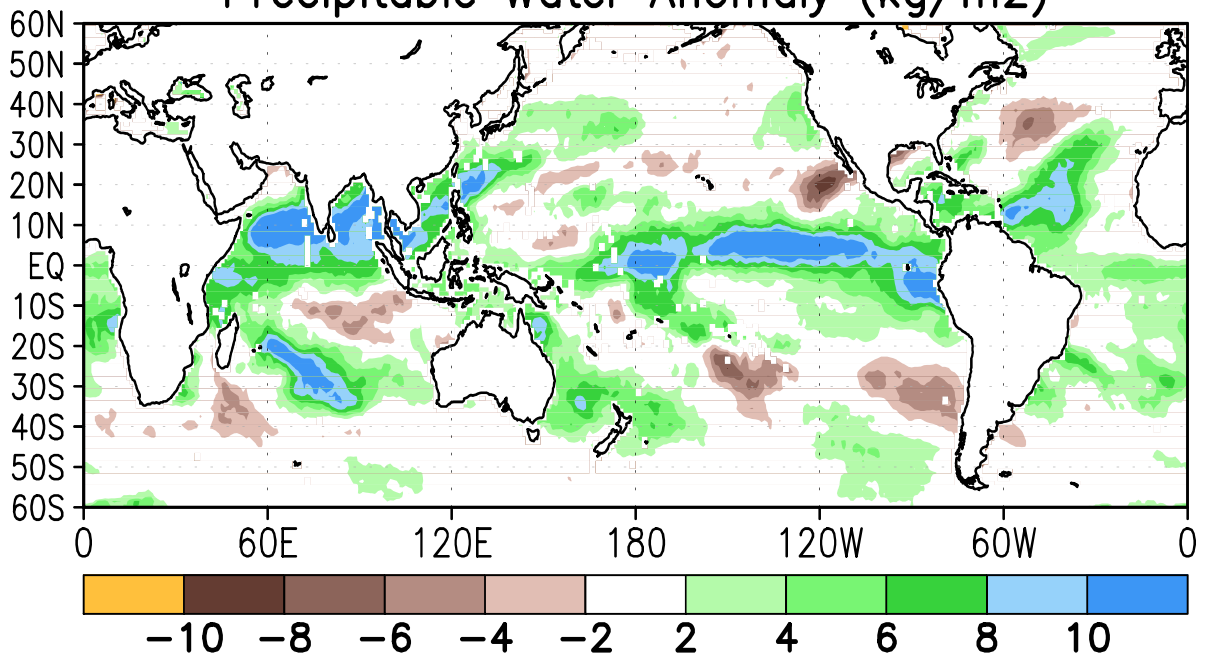 Precipitable Water Anomaly (kg/m2)
60N
50N
40N
30N
20N
10N
EQ
10S
20S
30S
40S
50S
60S
0 60E 120E 180 120W 60W 0
−10 −8 −6 −4 −2 2 4 6 8 10